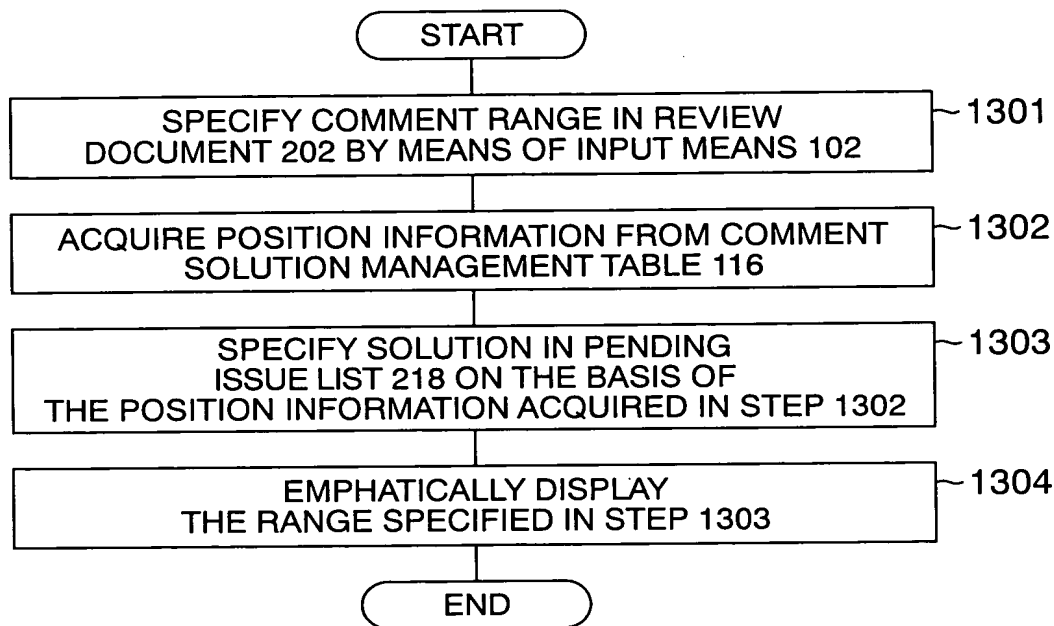 START
SPECIFY COMMENT RANGE IN REVIEW
DOCUMENT 202 BY MEANS OF INPUT MEANS 102
1301
ACQUIRE POSITION INFORMATION FROM COMMENT
SOLUTION MANAGEMENT TABLE 116
1302
SPECIFY SOLUTION IN PENDING
ISSUE LIST 218 ON THE BASIS OF
THE POSITION INFORMATION ACQUIRED IN STEP 1302
1303
EMPHATICALLY DISPLAY
THE RANGE SPECIFIED IN STEP 1303
1304
END